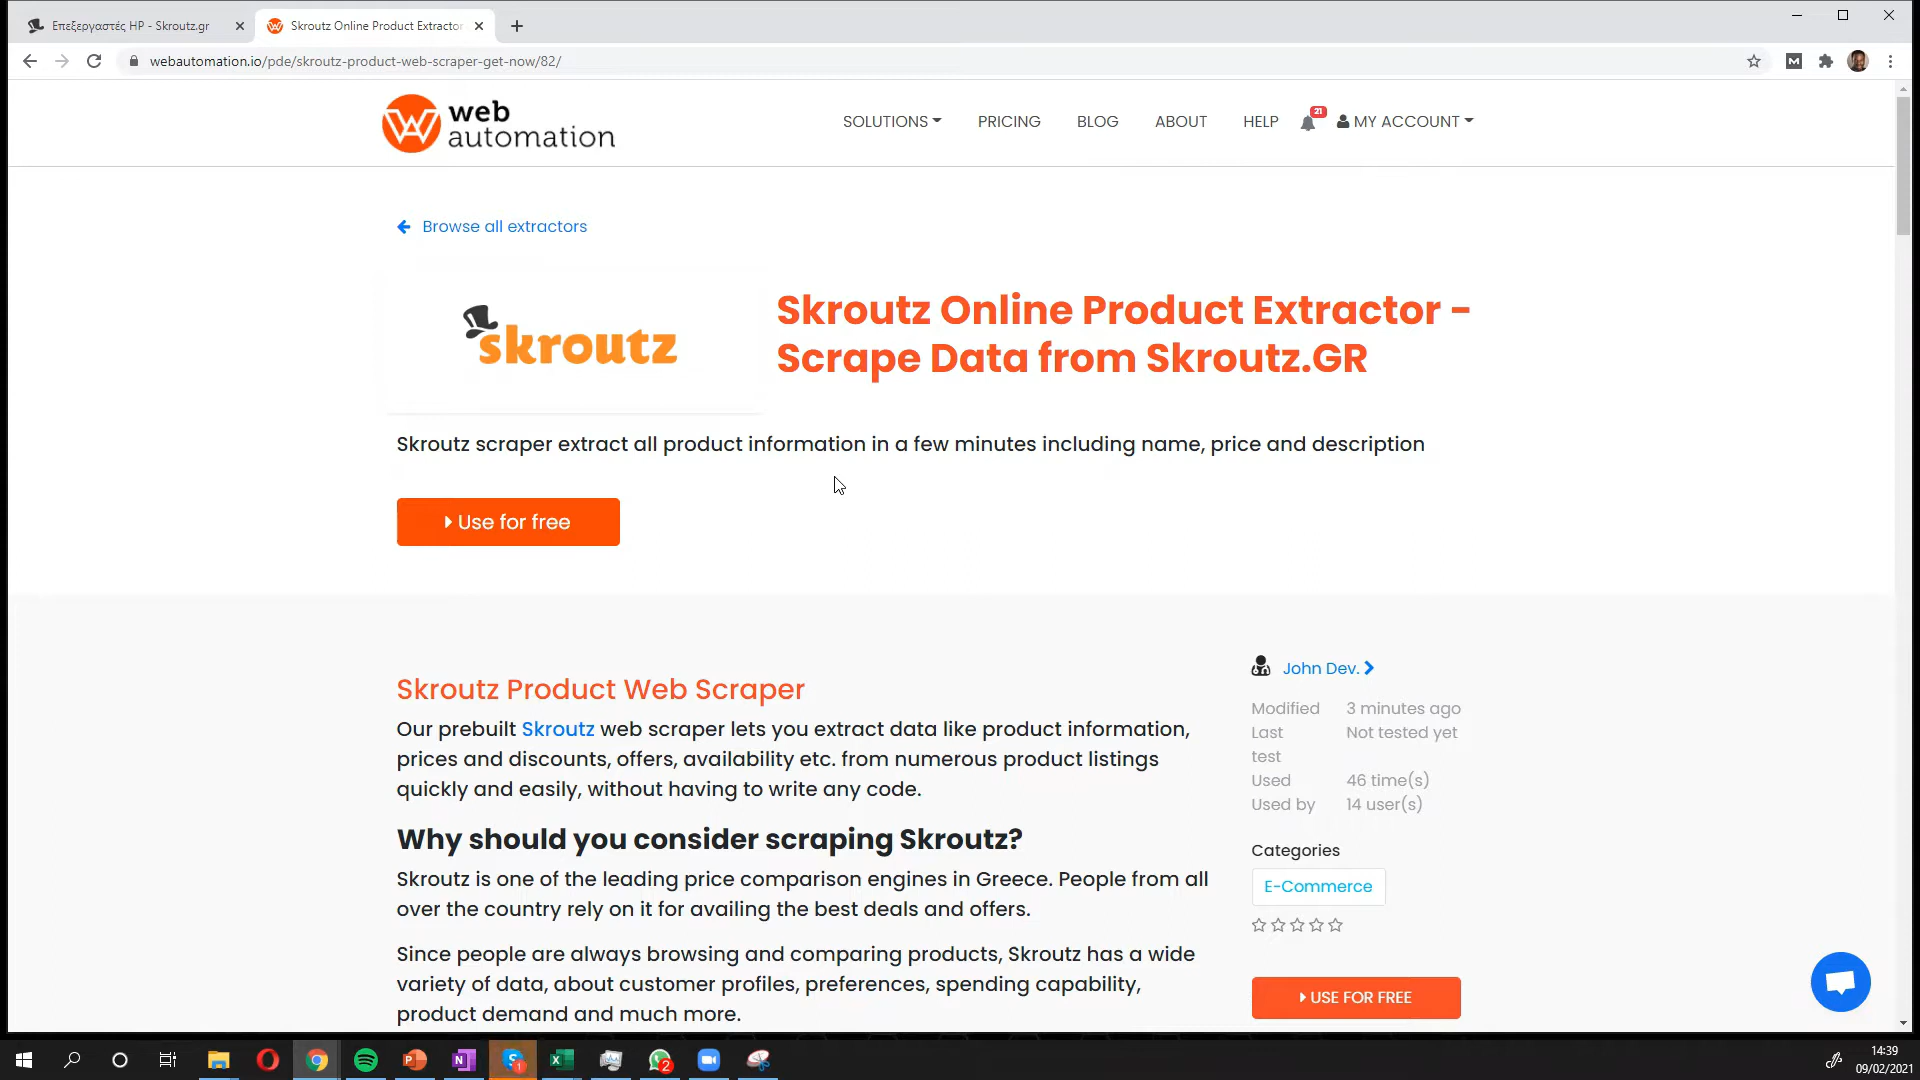 Επεξεργαστές HP - Skroutz.gr
Skroutz Online Product Extractor
webautomation.io/pde/skroutz-product-web-scraper-get-now/82/
web
automation
SOLUTIONS
PRICING
BLOG
ABOUT
HELP
21
MY ACCOUNT
Browse all extractors
skroutz
Skroutz Online Product Extractor -
Scrape Data from Skroutz.GR
Skroutz scraper extract all product information in a few minutes including name, price and description
Use for free
Skroutz Product Web Scraper
Our prebuilt Skroutz web scraper lets you extract data like product information,
prices and discounts, offers, availability etc. from numerous product listings
quickly and easily, without having to write any code.
Why should you consider scraping Skroutz?
Skroutz is one of the leading price comparison engines in Greece. People from all
over the country rely on it for availing the best deals and offers.
Since people are always browsing and comparing products, Skroutz has a wide
variety of data, about customer profiles, preferences, spending capability,
product demand and much more.
John Dev.
Modified 3 minutes ago
Last test Not tested yet
Used 46 time(s)
Used by 14 user(s)
Categories
E-Commerce
USE FOR FREE
14:39
09/02/2021